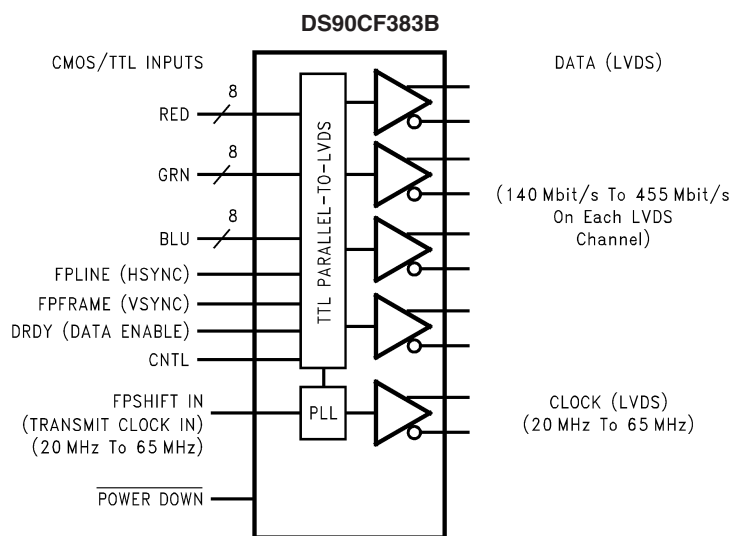 DS90CF383B
CMOS/TTL INPUTS
DATA (LVDS)
8
RED
8
GRN
8
BLU
(140 Mbit/s To 455 Mbit/s
On Each LVDS
Channel)
TTL PARALLEL-TO-LVDS
FPLINE (HSYNC)
FPFRAME (VSYNC)
DRDY (DATA ENABLE)
CNTL
FPSHIFT IN
(TRANSMIT CLOCK IN)
(20 MHz To 65 MHz)
PLL
CLOCK (LVDS)
(20 MHz To 65 MHz)
POWER DOWN